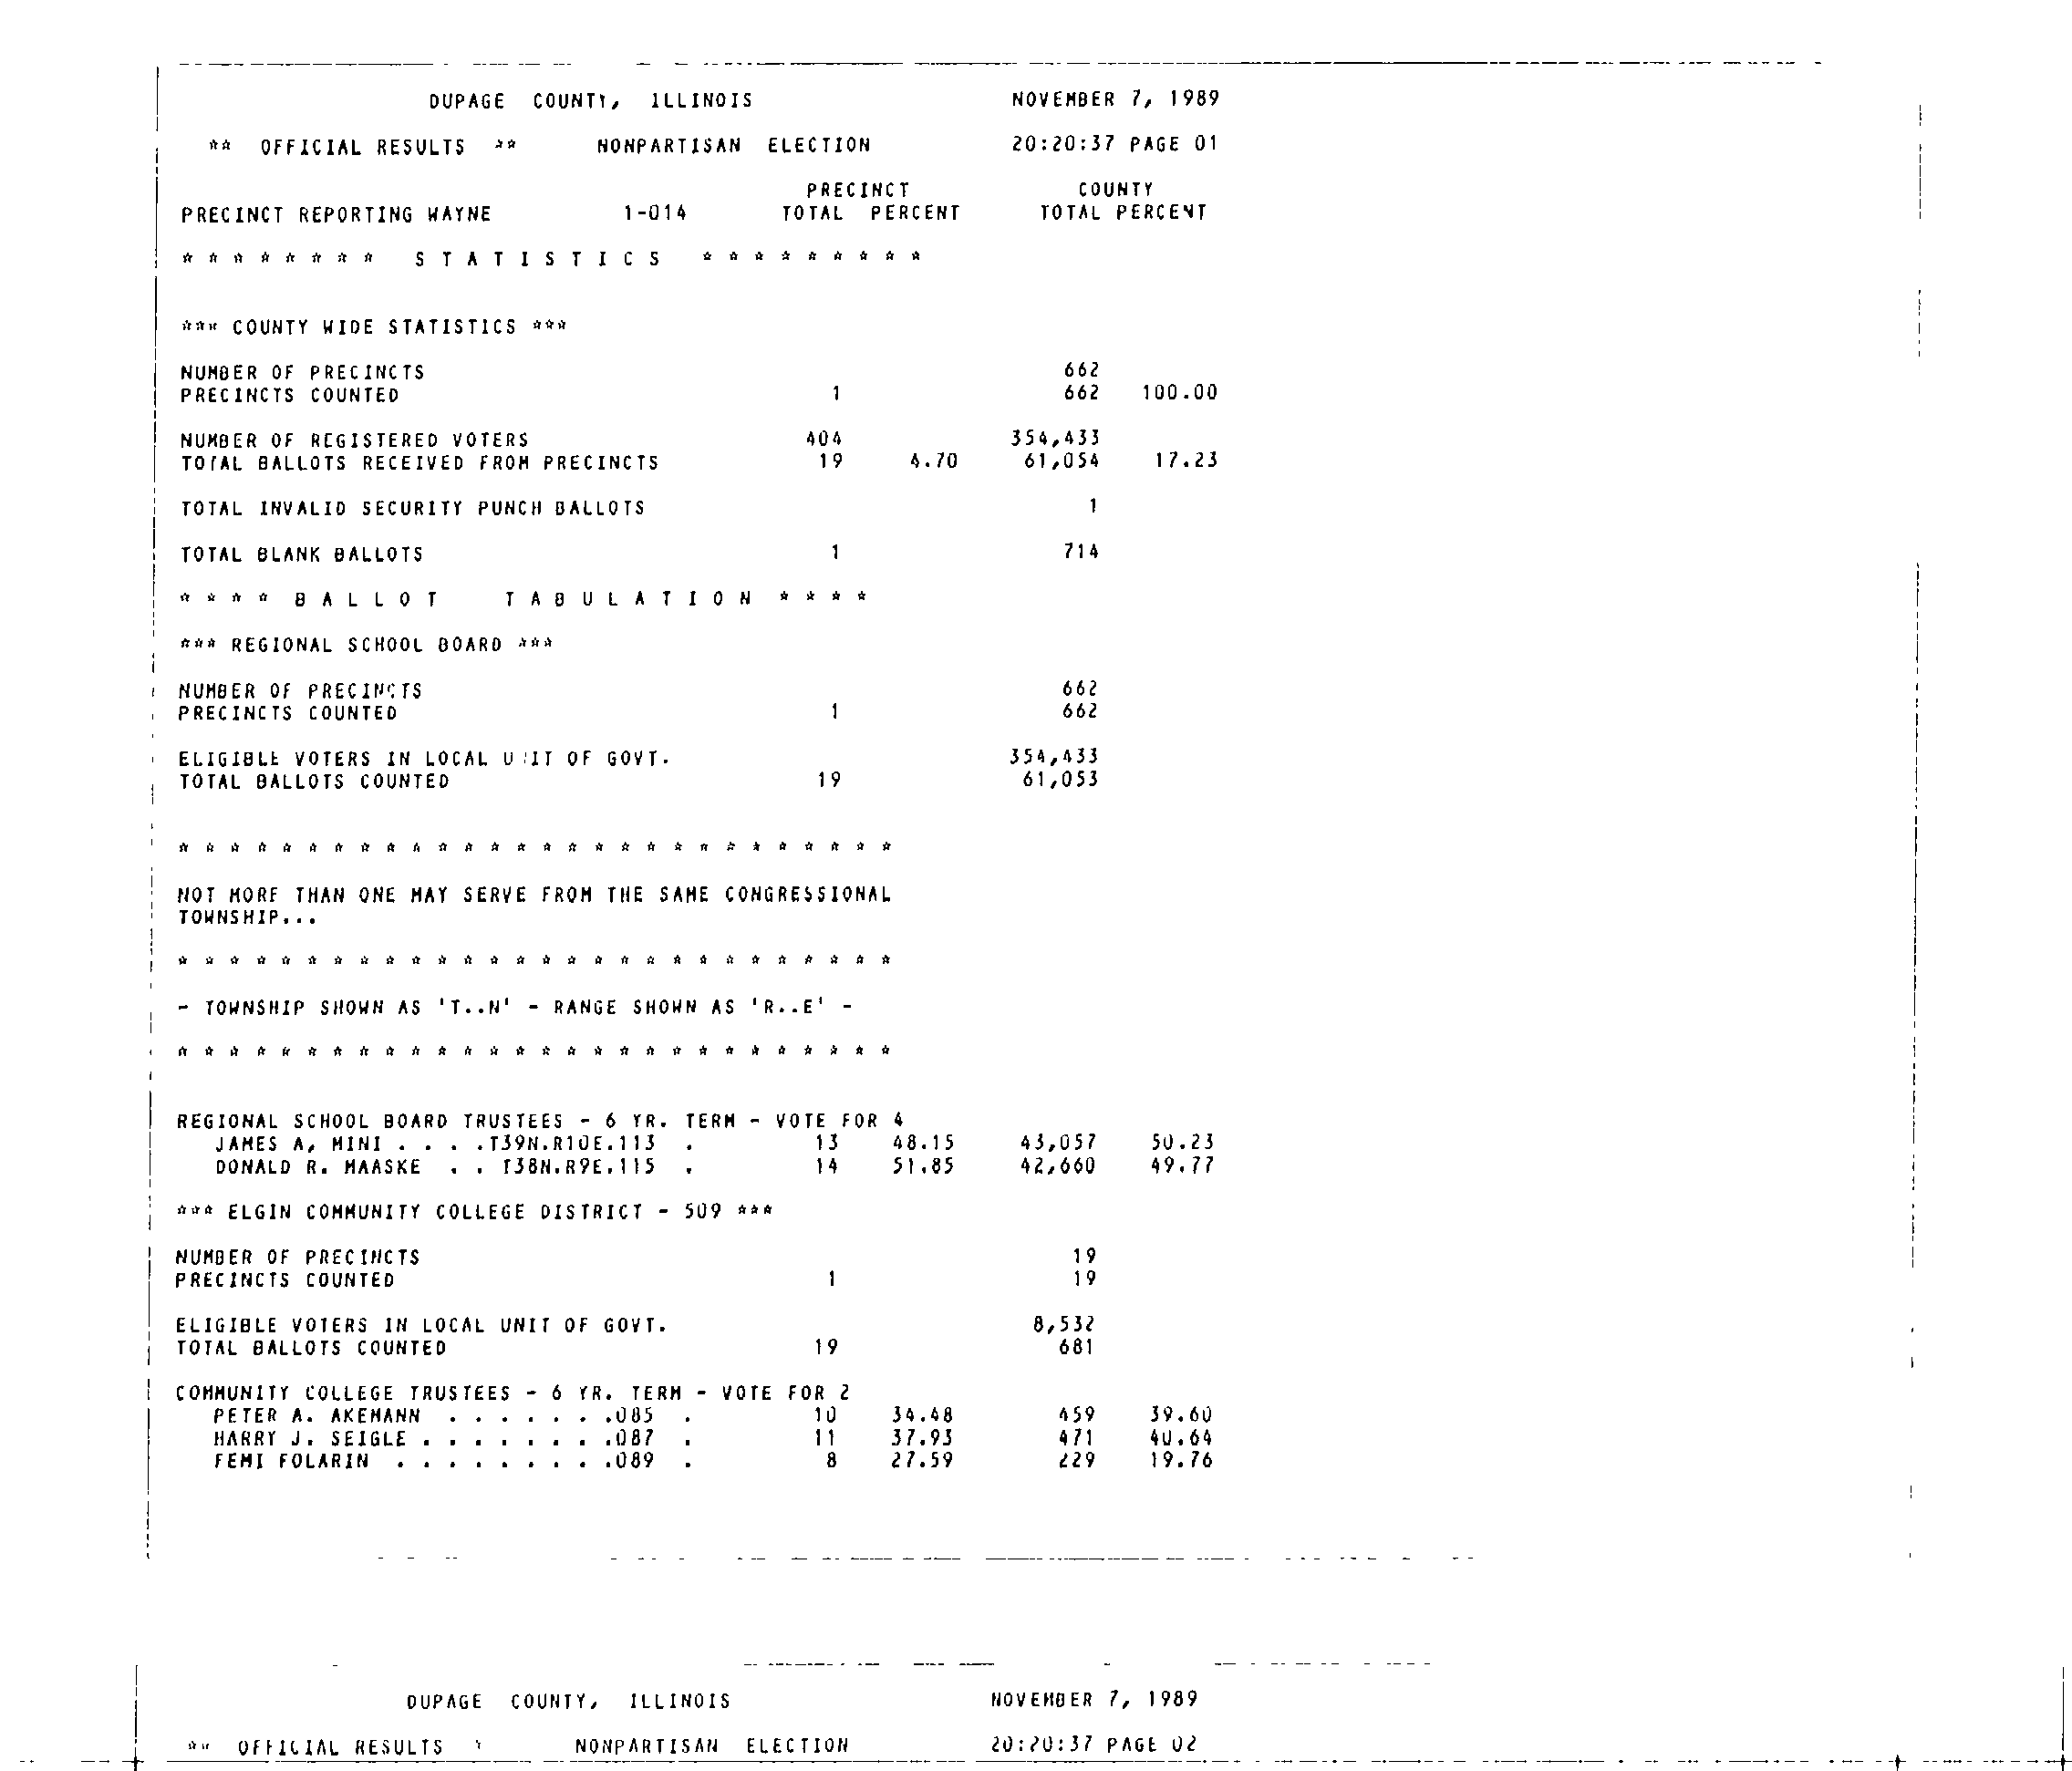 DUPAGE COUNTY, ILLINOIS NOVEMBER 7, 1989
** OFFICIAL RESULTS ** NONPARTISAN ELECTION 20:20:37 PAGE 01
PRECINCT COUNTY
PRECINCT REPORTING WAYNE 1-014 TOTAL PERCENT TOTAL PERCENT
* * * * * * * * S T A T I S T I C S * * * * * * * * *
*** COUNTY WIDE STATISTICS ***
NUMBER OF PRECINCTS 662
PRECINCTS COUNTED 1 662 100.00
NUMBER OF REGISTERED VOTERS 404 354,433
TOTAL BALLOTS RECEIVED FROM PRECINCTS 19 4.70 61,054 17.23
TOTAL INVALID SECURITY PUNCH BALLOTS 1
TOTAL BLANK BALLOTS 1 714
* * * * B A L L O T T A B U L A T I O N * * * *
*** REGIONAL SCHOOL BOARD ***
NUMBER OF PRECINCTS 662
PRECINCTS COUNTED 1 662
ELIGIBLE VOTERS IN LOCAL UNIT OF GOVT. 354,433
TOTAL BALLOTS COUNTED 19 61,053
* * * * * * * * * * * * * * * * * * * * * * * * * * * *
NOT MORE THAN ONE MAY SERVE FROM THE SAME CONGRESSIONAL
TOWNSHIP...
* * * * * * * * * * * * * * * * * * * * * * * * * * * *
- TOWNSHIP SHOWN AS 'T..N' - RANGE SHOWN AS 'R..E' -
* * * * * * * * * * * * * * * * * * * * * * * * * * * *
REGIONAL SCHOOL BOARD TRUSTEES - 6 YR. TERM - VOTE FOR 4
JAMES A, MINI . . . .T39N.R10E.113 . 13 48.15 43,057 50.23
DONALD R. MAASKE . . T38N.R9E.115 . 14 51.85 42,660 49.77
*** ELGIN COMMUNITY COLLEGE DISTRICT - 509 ***
NUMBER OF PRECINCTS 19
PRECINCTS COUNTED 1 19
ELIGIBLE VOTERS IN LOCAL UNIT OF GOVT. 8,532
TOTAL BALLOTS COUNTED 19 681
COMMUNITY COLLEGE TRUSTEES - 6 YR. TERM - VOTE FOR 2
PETER A. AKEMANN . . . . . . .085 . 10 34.48 459 39.60
HARRY J. SEIGLE . . . . . . . .087 . 11 37.93 471 40.64
FEMI FOLARIN . . . . . . . . .089 . 8 27.59 229 19.76
DUPAGE COUNTY, ILLINOIS NOVEMBER 7, 1989
** OFFICIAL RESULTS * NONPARTISAN ELECTION 20:20:37 PAGE 02